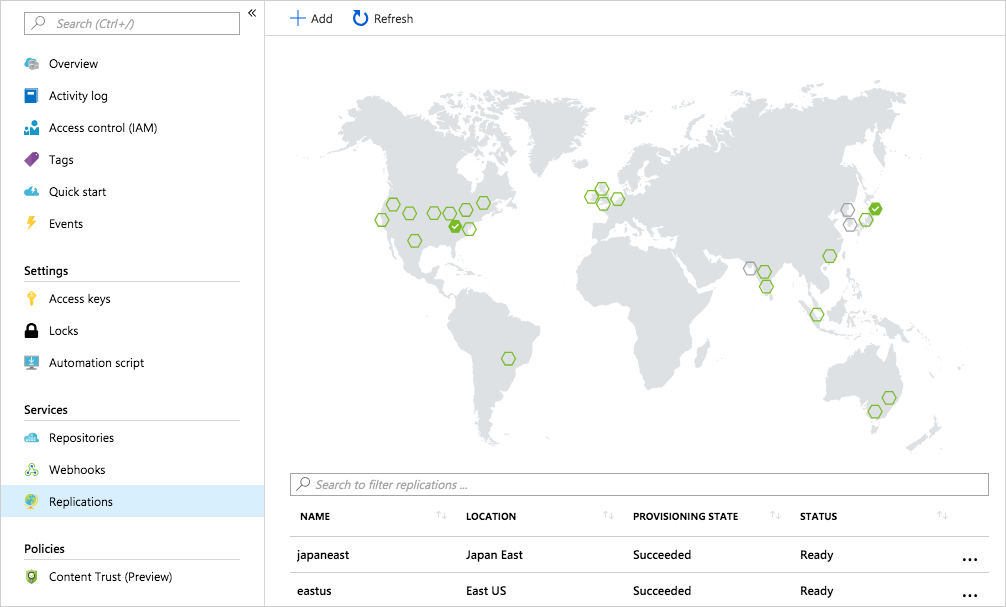 Search (Ctrl+/)
«
Add
Refresh
Overview
Activity log
Access control (IAM)
Tags
Quick start
Events
Settings
Access keys
Locks
Automation script
Services
Repositories
Webhooks
Replications
Policies
Content Trust (Preview)
Search to filter replications ...
NAME LOCATION PROVISIONING STATE STATUS
japaneast Japan East Succeeded Ready ...
eastus East US Succeeded Ready ...